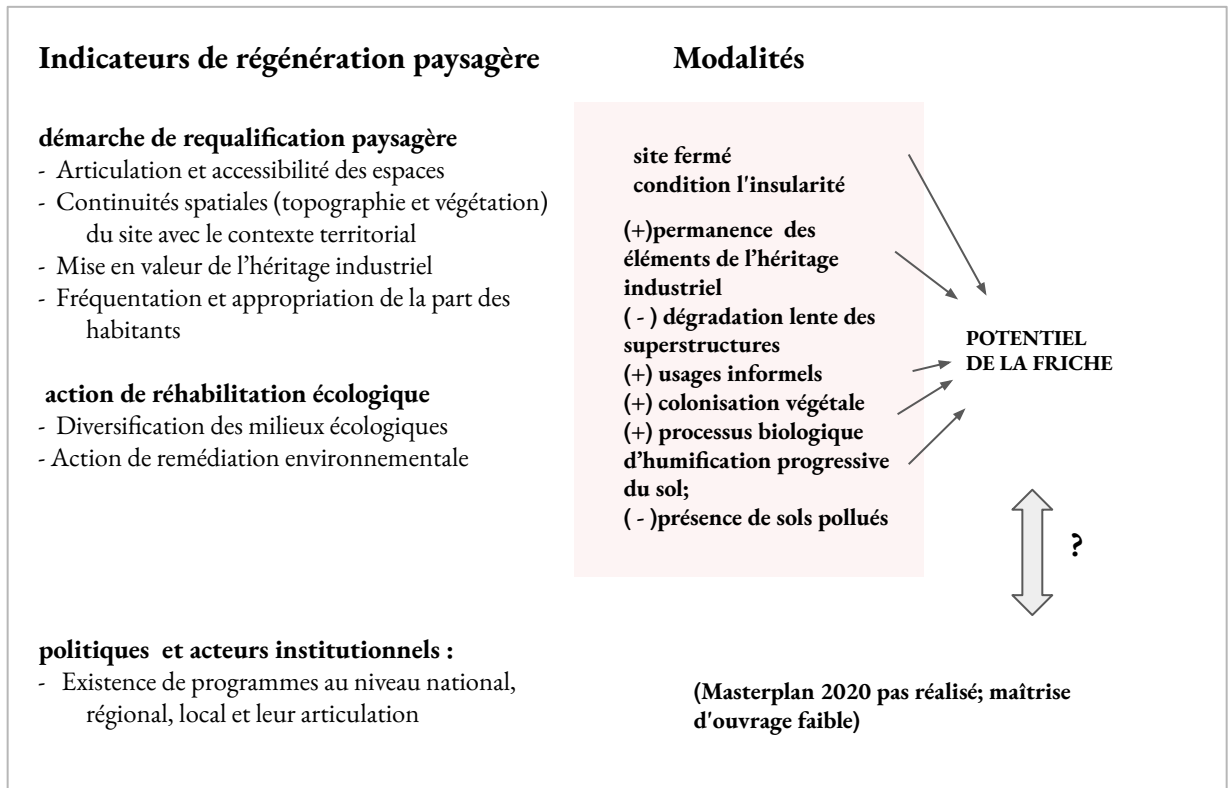 Indicateurs de régénération paysagère
démarche de requalification paysagère
- Articulation et accessibilité des espaces
- Continuités spatiales (topographie et végétation)
du site avec le contexte territorial
- Mise en valeur de l’héritage industriel
- Fréquentation et appropriation de la part des
habitants
action de réhabilitation écologique
- Diversification des milieux écologiques
- Action de remédiation environnementale
politiques et acteurs institutionnels :
- Existence de programmes au niveau national,
régional, local et leur articulation
Modalités
site fermé
condition l'insularité
(+)permanence des
éléments de l’héritage
industriel
( - ) dégradation lente des
superstructures
(+) usages informels
(+) colonisation végétale
(+) processus biologique
d’humification progressive
du sol;
( - )présence de sols pollués
POTENTIEL
DE LA FRICHE
?
(Masterplan 2020 pas réalisé; maîtrise
d'ouvrage faible)